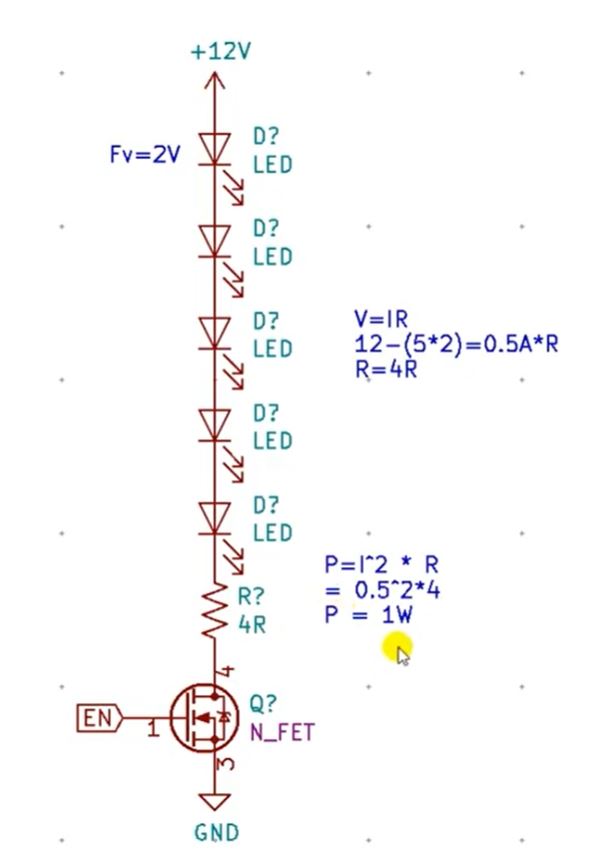 +12V
Fv=2V
D?
LED
D?
LED
D?
LED
V=IR
12-(5*2)=0.5A*R
R=4R
D?
LED
D?
LED
P=I^2 * R
= 0.5^2*4
P = 1W
R?
4R
4
EN
1
Q?
N_FET
3
GND